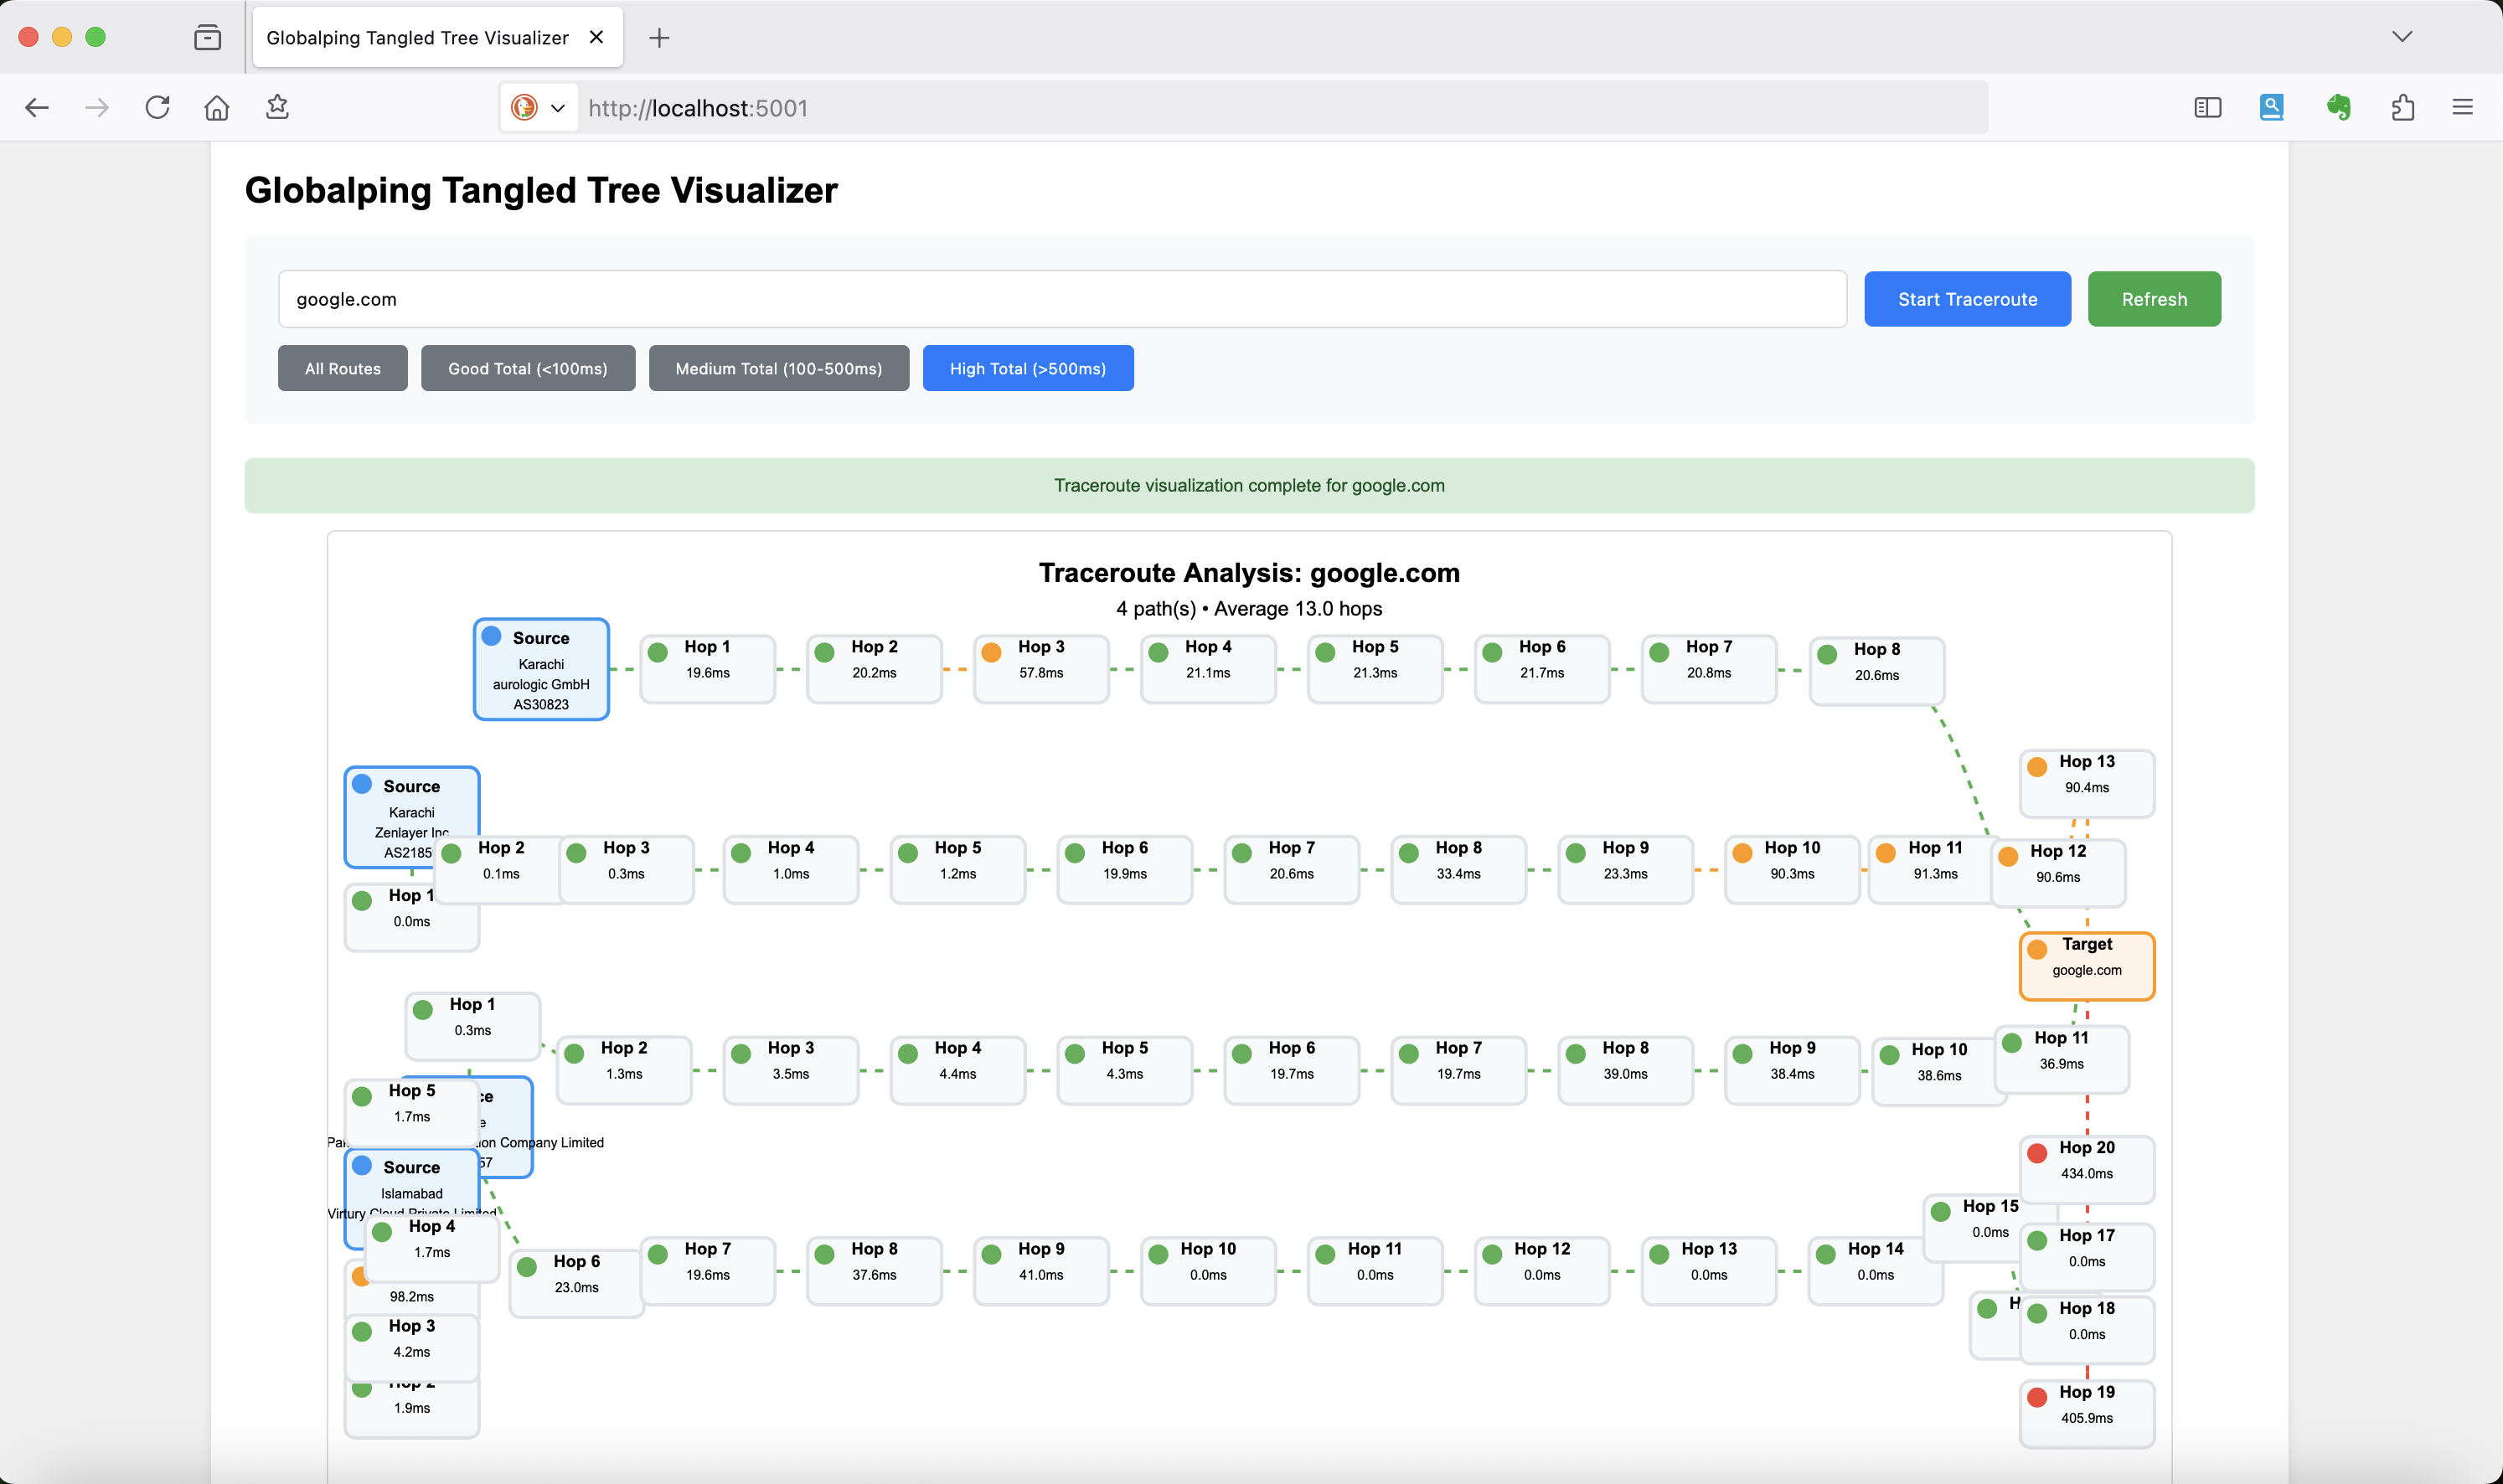 Globalping Tangled Tree Visualizer
http://localhost:5001
Globalping Tangled Tree Visualizer
google.com
Start Traceroute
Refresh
All Routes
Good Total (<100ms)
Medium Total (100-500ms)
High Total (>500ms)
Traceroute visualization complete for google.com
Traceroute Analysis: google.com
4 path(s) • Average 13.0 hops
Source
Karachi
aurologic GmbH
AS30823
Hop 1
19.6ms
Hop 2
20.2ms
Hop 3
57.8ms
Hop 4
21.1ms
Hop 5
21.3ms
Hop 6
21.7ms
Hop 7
20.8ms
Hop 8
20.6ms
Hop 13
90.4ms
Source
Karachi
Zenlayer Inc
AS2185
Hop 1
0.0ms
Hop 2
0.1ms
Hop 3
0.3ms
Hop 4
1.0ms
Hop 5
1.2ms
Hop 6
19.9ms
Hop 7
20.6ms
Hop 8
33.4ms
Hop 9
23.3ms
Hop 10
90.3ms
Hop 11
91.3ms
Hop 12
90.6ms
Target
google.com
Hop 1
0.3ms
Hop 2
1.3ms
Hop 3
3.5ms
Hop 4
4.4ms
Hop 5
4.3ms
Hop 6
19.7ms
Hop 7
19.7ms
Hop 8
39.0ms
Hop 9
38.4ms
Hop 10
38.6ms
Hop 11
36.9ms
Hop 5
1.7ms
Company Limited
57
Source
Islamabad
Virtury Cloud Private Limited
Hop 4
1.7ms
98.2ms
Hop 3
4.2ms
Hop 2
1.9ms
Hop 6
23.0ms
Hop 7
19.6ms
Hop 8
37.6ms
Hop 9
41.0ms
Hop 10
0.0ms
Hop 11
0.0ms
Hop 12
0.0ms
Hop 13
0.0ms
Hop 14
0.0ms
Hop 15
0.0ms
Hop 20
434.0ms
Hop 17
0.0ms
Hop 18
0.0ms
Hop 19
405.9ms